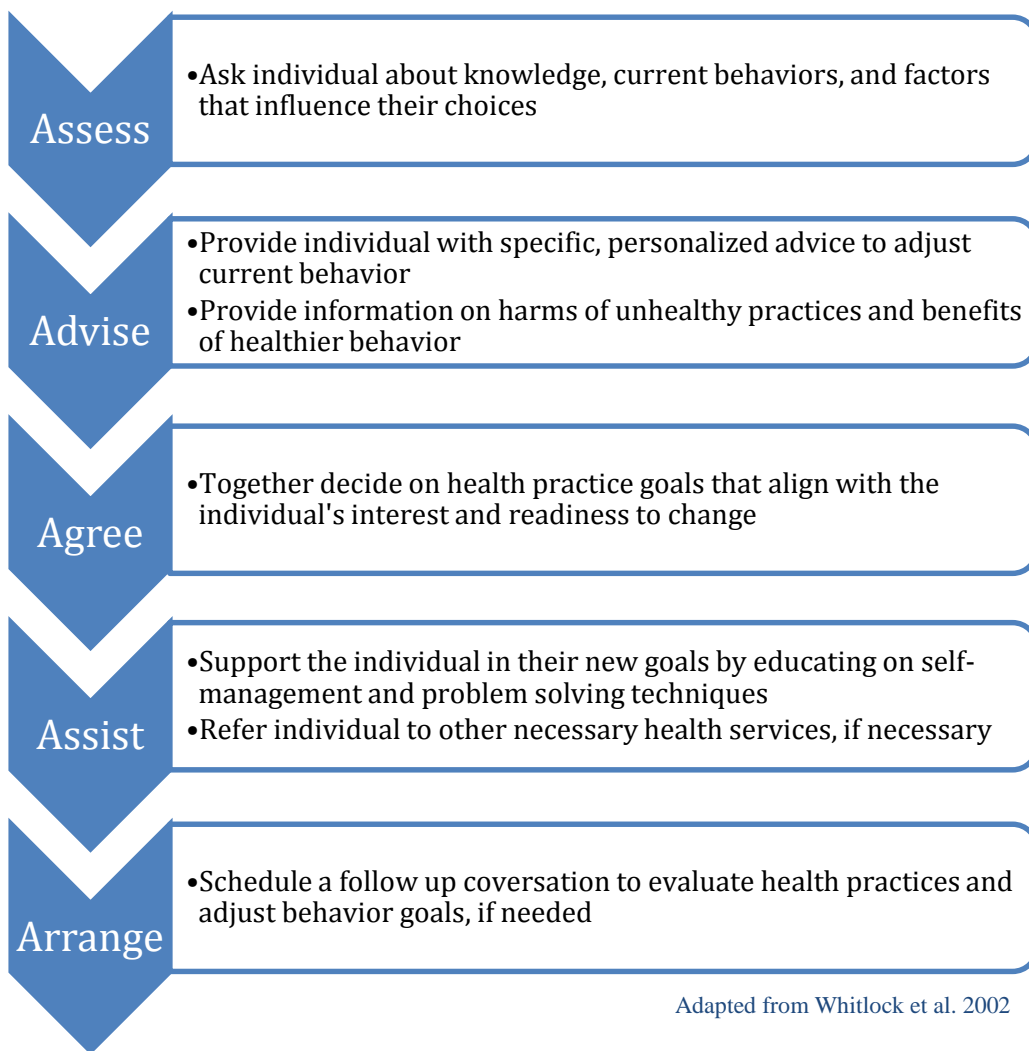 Assess
•Ask individual about knowledge, current behaviors, and factors
that influence their choices
Advise
•Provide individual with specific, personalized advice to adjust
current behavior
•Provide information on harms of unhealthy practices and benefits
of healthier behavior
Agree
•Together decide on health practice goals that align with the
individual's interest and readiness to change
Assist
•Support the individual in their new goals by educating on self-
management and problem solving techniques
•Refer individual to other necessary health services, if necessary
Arrange
•Schedule a follow up coversation to evaluate health practices and
adjust behavior goals, if needed
Adapted from Whitlock et al. 2002